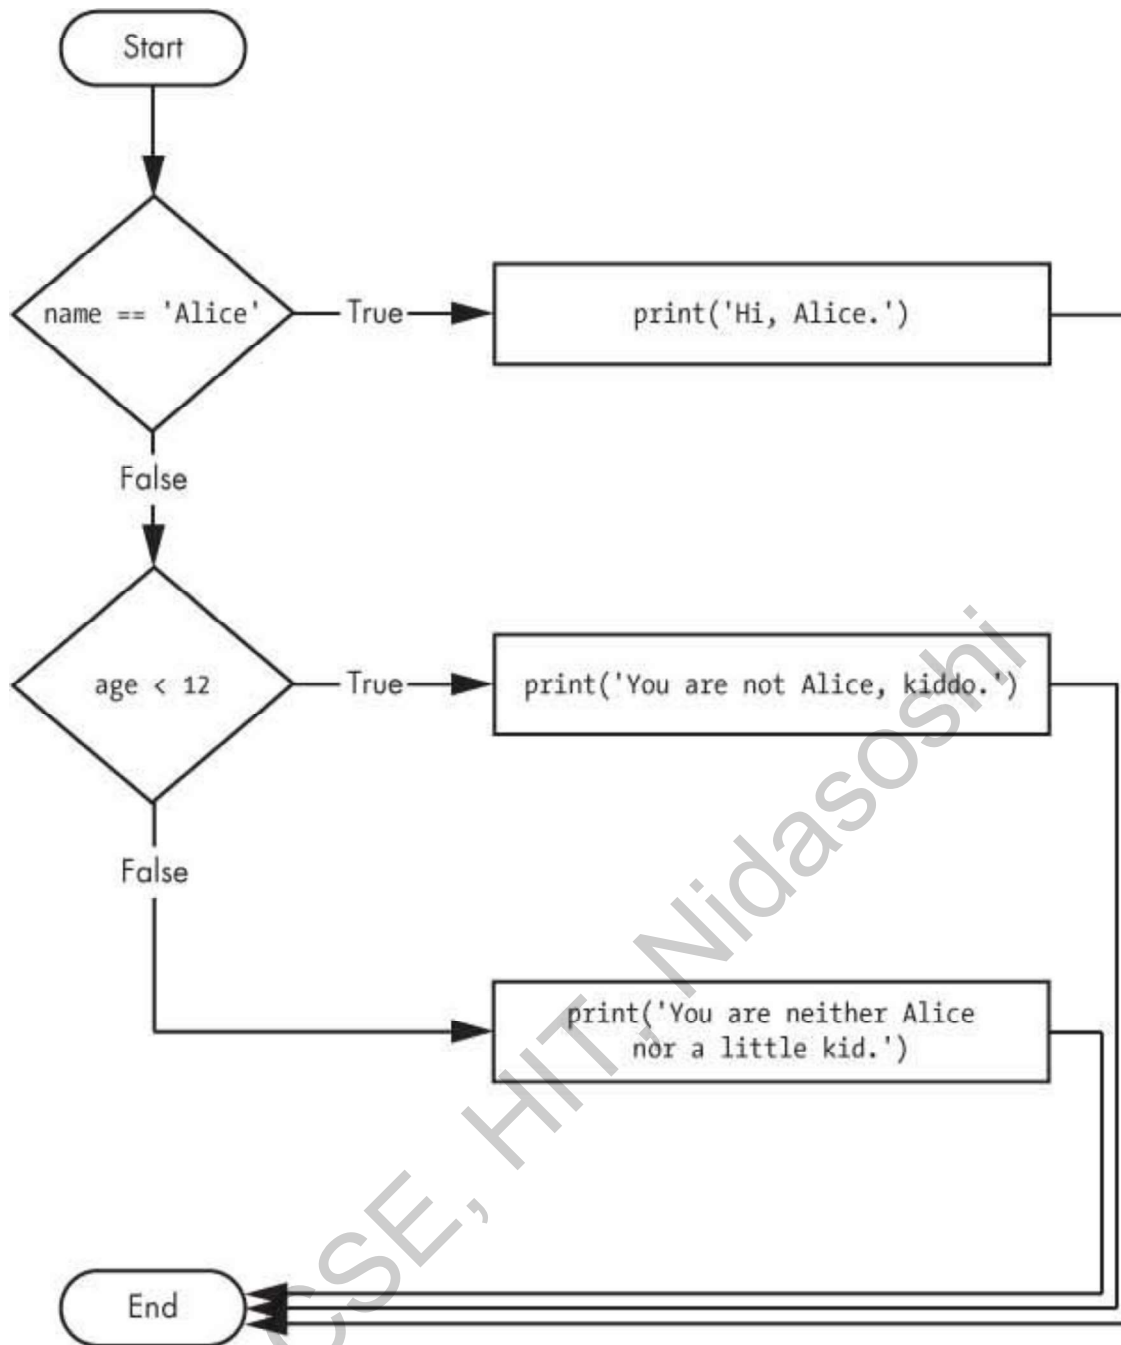 Start
name == 'Alice'
True
print('Hi, Alice.')
False
age < 12
True
print('You are not Alice, kiddo.')
False
print('You are neither Alice
nor a little kid.')
End
CSE, HIT, Nidasoshi